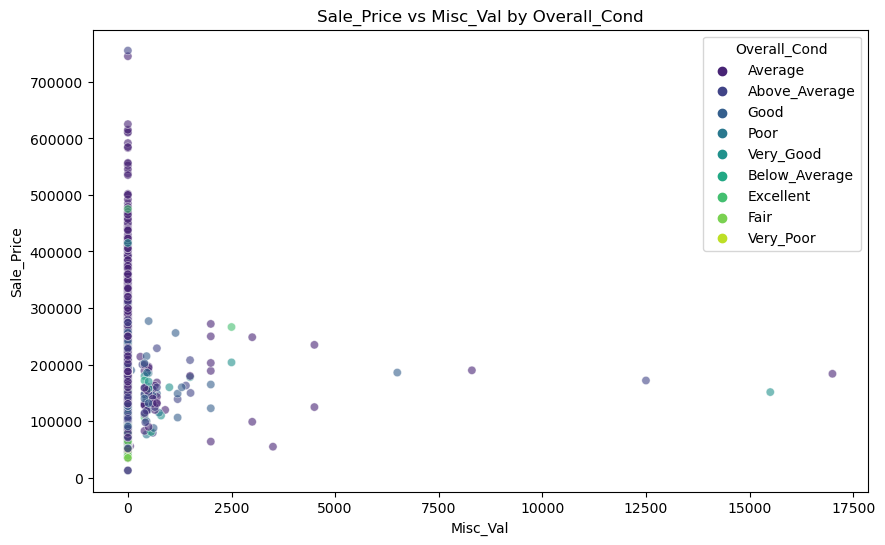 Sale_Price vs Misc_Val by Overall_Cond
Overall_Cond
Average
Above_Average
Good
Poor
Very_Good
Below_Average
Excellent
Fair
Very_Poor
Sale_Price
700000
600000
500000
400000
300000
200000
100000
0
0 2500 5000 7500 10000 12500 15000 17500
Misc_Val